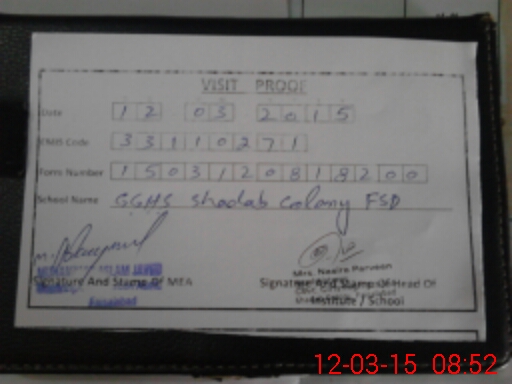 VISIT PROOF
Date 12 03 2015
EMIS Code 33110271
Form Number 1503120818200
School Name GGHS Shadab Colony FSD
Signature And Stamp Of MEA
Faisalabad
Mrs. Nasira Parveen
Signature And Stamp Of Head Of
Institute / School
12-03-15 08:52